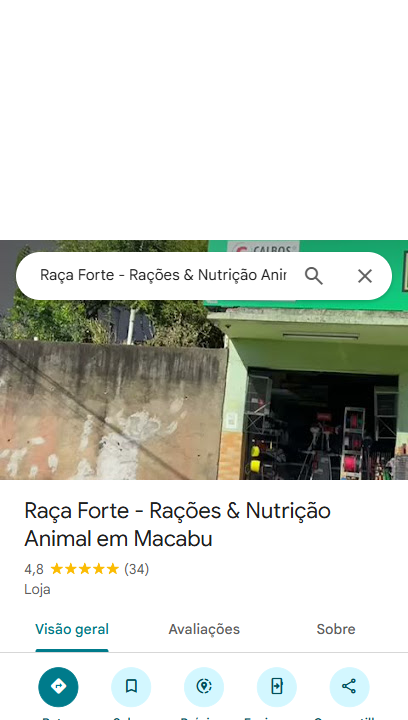 CALBOS
Raça Forte - Rações & Nutrição Anir
Raça Forte - Rações & Nutrição
Animal em Macabu
4,8 (34)
Loja
Visão geral Avaliações Sobre